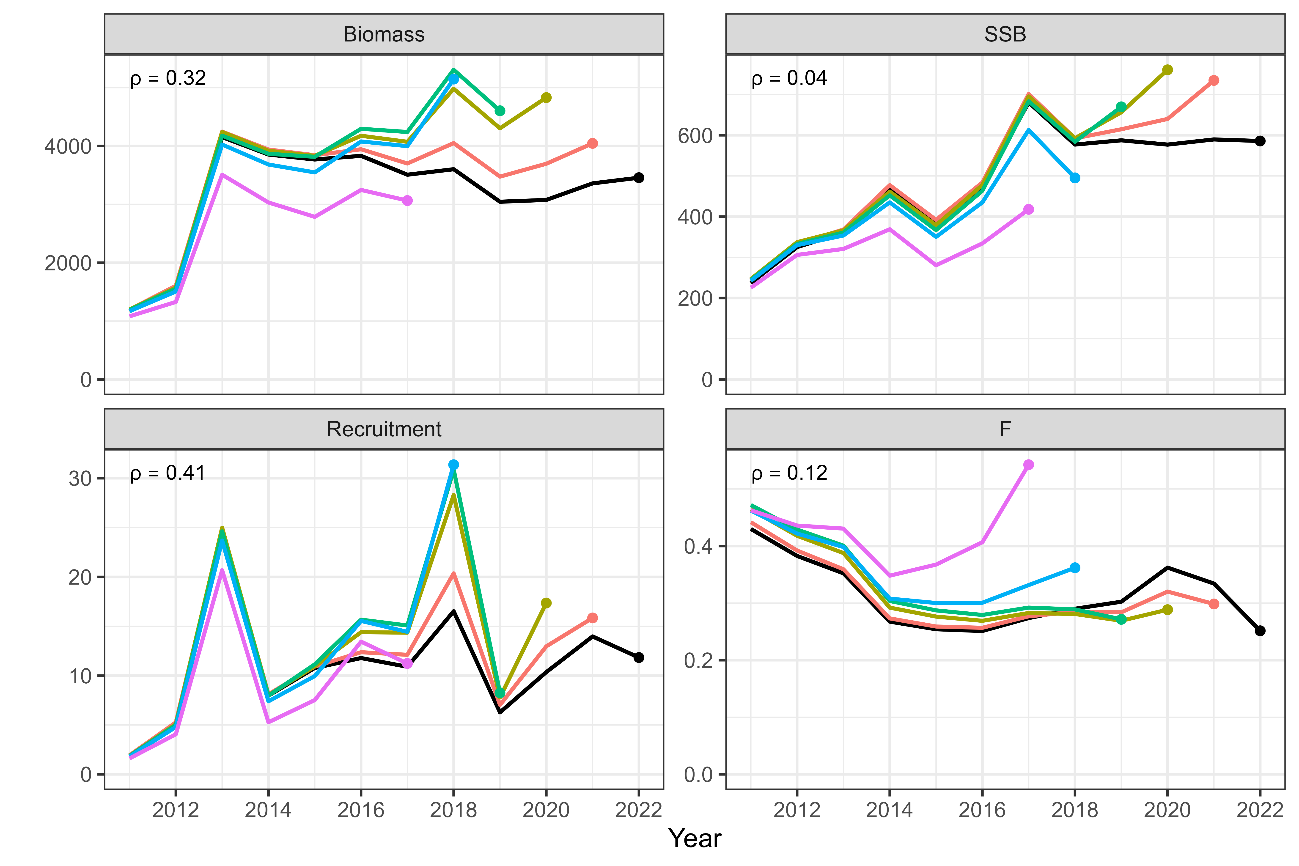 Biomass
SSB
ρ = 0.32
ρ = 0.04
4000
2000
0
600
400
200
0
Recruitment
F
ρ = 0.41
ρ = 0.12
30
20
10
0
0.4
0.2
0.0
2012 2014 2016 2018 2020 2022
2012 2014 2016 2018 2020 2022
Year